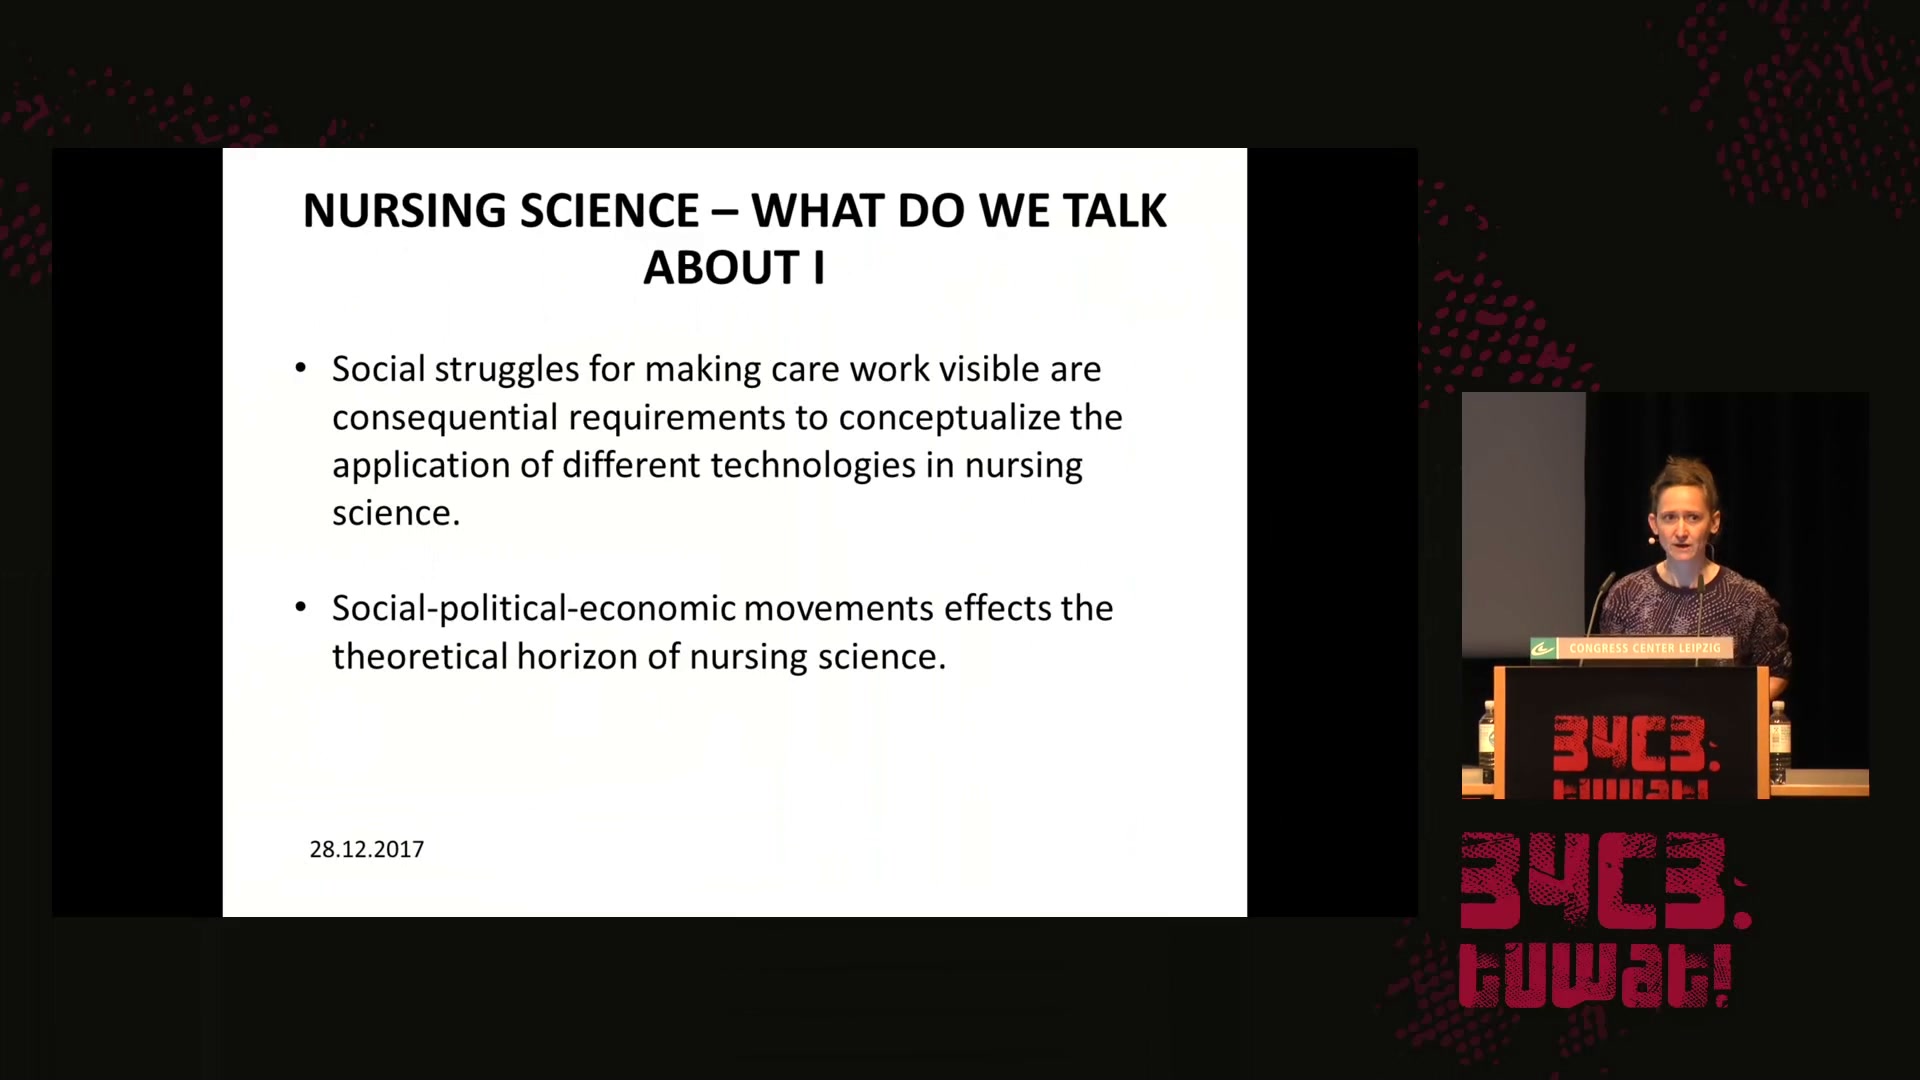 NURSING SCIENCE – WHAT DO WE TALK
ABOUT I
• Social struggles for making care work visible are
consequential requirements to conceptualize the
application of different technologies in nursing
science.
• Social-political-economic movements effects the
theoretical horizon of nursing science.
28.12.2017
CONGRESS CENTER LEIPZIG
34C3:
tuwat!
34C3.
tuwat!